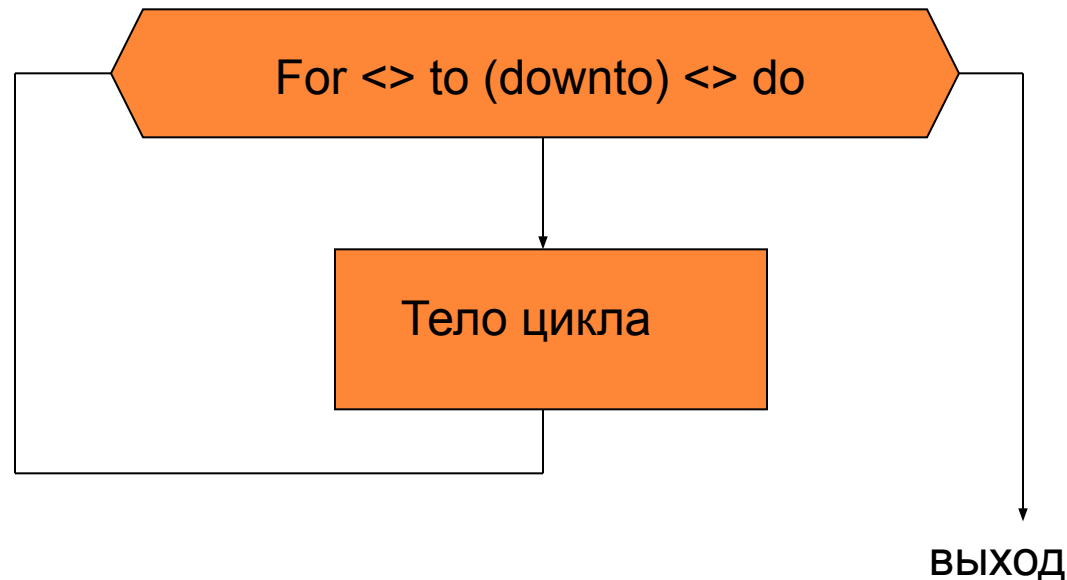 For <> to (downto) <> do
Тело цикла
выход